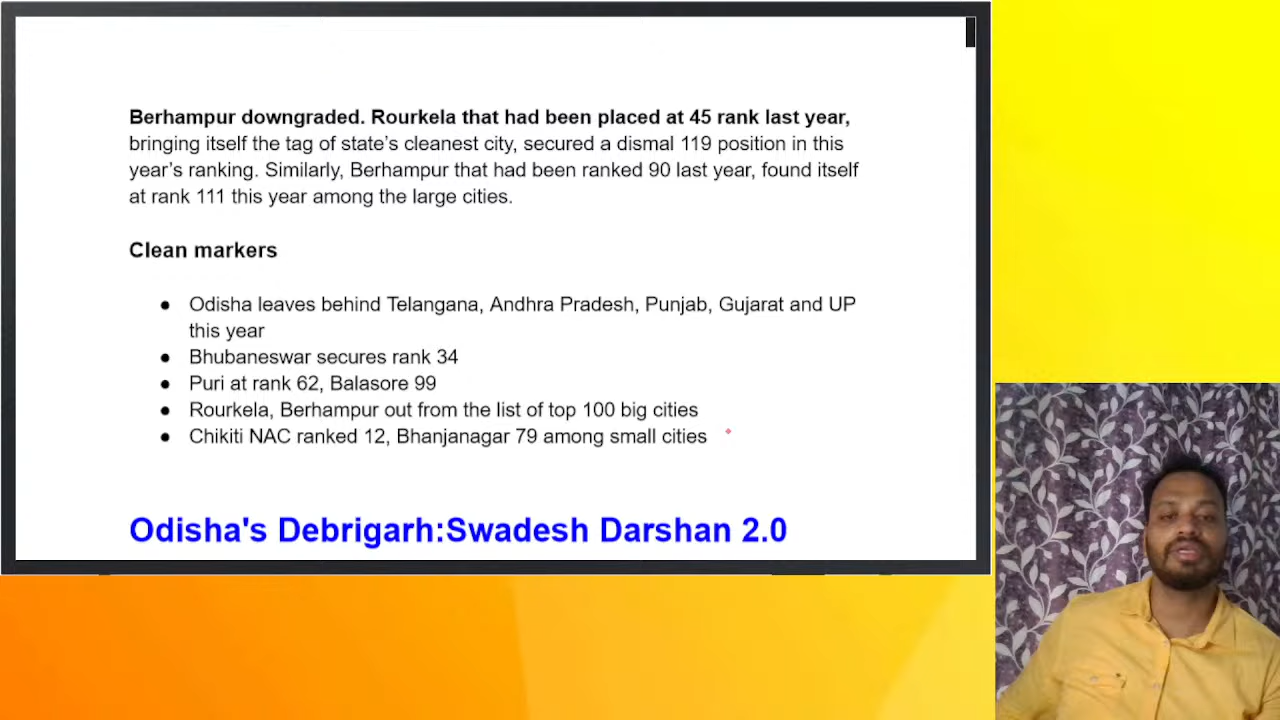 Berhampur downgraded. Rourkela that had been placed at 45 rank last year,
bringing itself the tag of state’s cleanest city, secured a dismal 119 position in this
year’s ranking. Similarly, Berhampur that had been ranked 90 last year, found itself
at rank 111 this year among the large cities.
Clean markers
● Odisha leaves behind Telangana, Andhra Pradesh, Punjab, Gujarat and UP
this year
● Bhubaneswar secures rank 34
● Puri at rank 62, Balasore 99
● Rourkela, Berhampur out from the list of top 100 big cities
● Chikiti NAC ranked 12, Bhanjanagar 79 among small cities
Odisha's Debrigarh:Swadesh Darshan 2.0